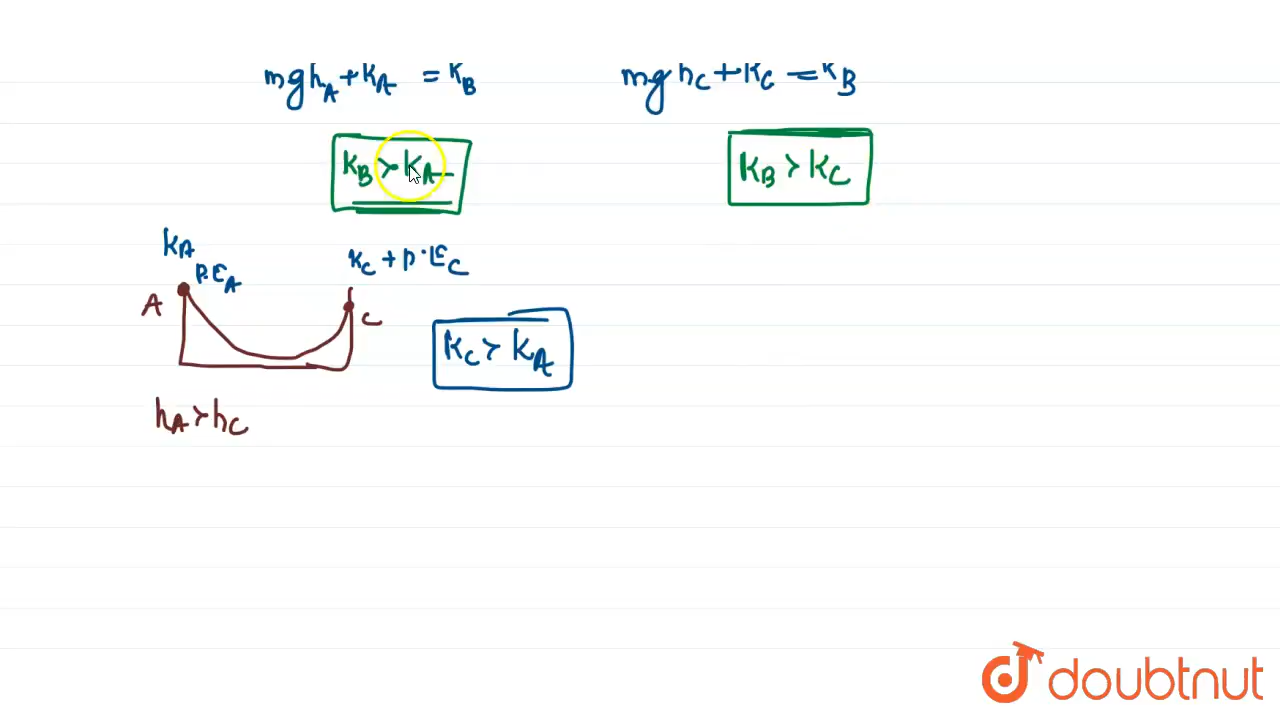 mgh_A + K_A = K_B
mgh_C + K_C = K_B
K_B > K_A
K_B > K_C
K_A
P.E_A
K_C + P.E_C
A
C
K_C > K_A
h_A > h_C
doubtnut